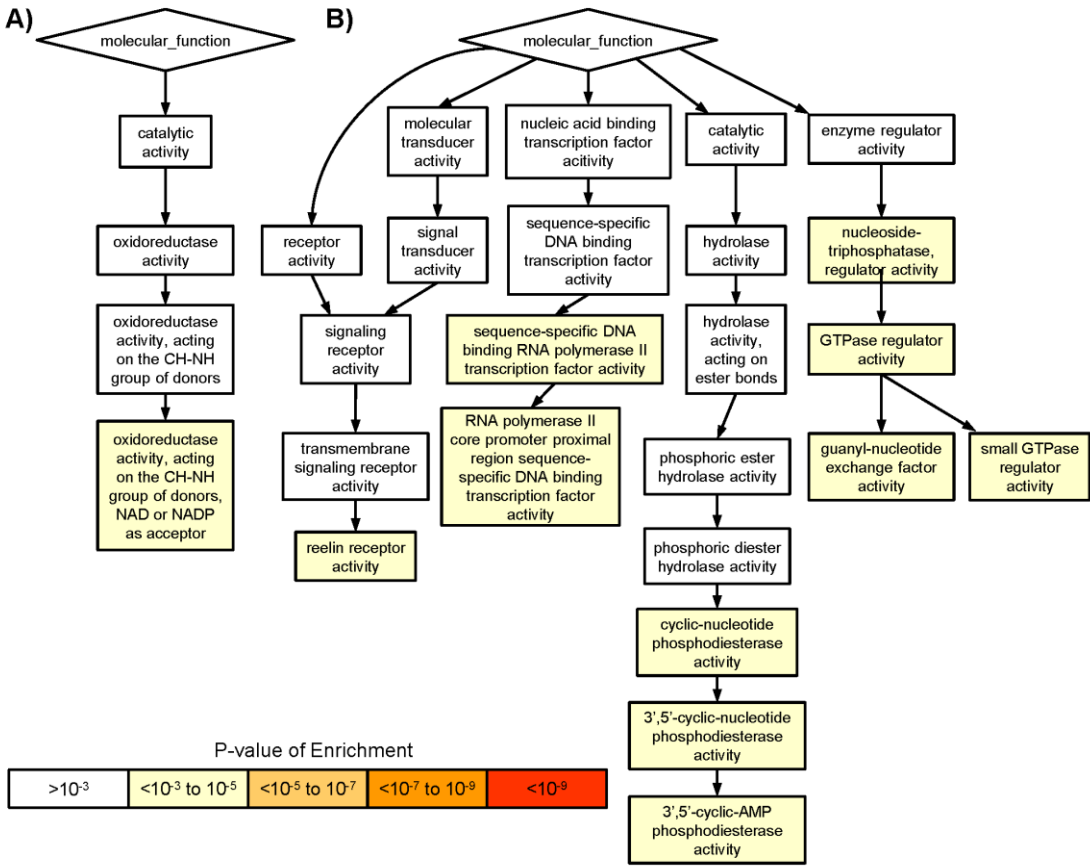 A)
molecular_function
catalytic
activity
oxidoreductase
activity
oxidoreductase
activity, acting
on the CH-NH
group of donors
oxidoreductase
activity, acting
on the CH-NH
group of donors,
NAD or NADP
as acceptor
B)
molecular_function
receptor
activity
molecular
transducer
activity
signal
transducer
activity
signaling
receptor
activity
transmembrane
signaling receptor
activity
reelin receptor
activity
nucleic acid binding
transcription factor
acitivity
sequence-specific
DNA binding
transcription factor
activity
sequence-specific DNA
binding RNA polymerase II
transcription factor activity
RNA polymerase II
core promoter proximal
region sequence-
specific DNA binding
transcription factor
activity
catalytic
activity
hydrolase
activity
hydrolase
activity,
acting on
ester bonds
phosphoric ester
hydrolase activity
phosphoric diester
hydrolase activity
cyclic-nucleotide
phosphodiesterase
activity
3',5'-cyclic-nucleotide
phosphodiesterase
activity
3',5'-cyclic-AMP
phosphodiesterase
activity
enzyme regulator
activity
nucleoside-
triphosphatase,
regulator activity
GTPase regulator
activity
guanyl-nucleotide
exchange factor
activity
small GTPase
regulator
activity
P-value of Enrichment
>10⁻³ <10⁻³ to 10⁻⁵ <10⁻⁵ to 10⁻⁷ <10⁻⁷ to 10⁻⁹ <10⁻⁹